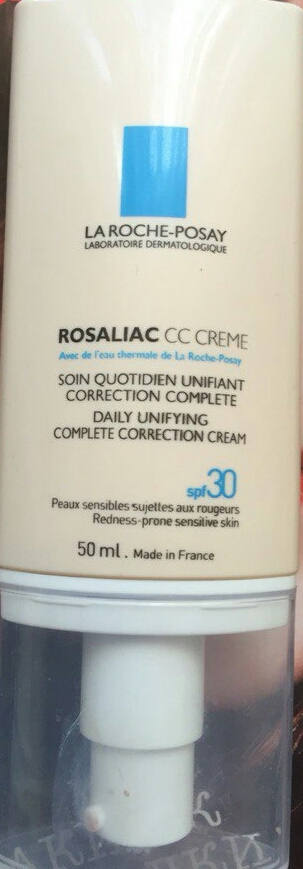 LA ROCHE-POSAY
LABORATOIRE DERMATOLOGIQUE
ROSALIAC CC CREME
Avec de l'eau thermale de La Roche-Posay
SOIN QUOTIDIEN UNIFIANT
CORRECTION COMPLETE
DAILY UNIFYING
COMPLETE CORRECTION CREAM
spf30
Peaux sensibles sujettes aux rougeurs
Redness-prone sensitive skin
50 ml . Made in France